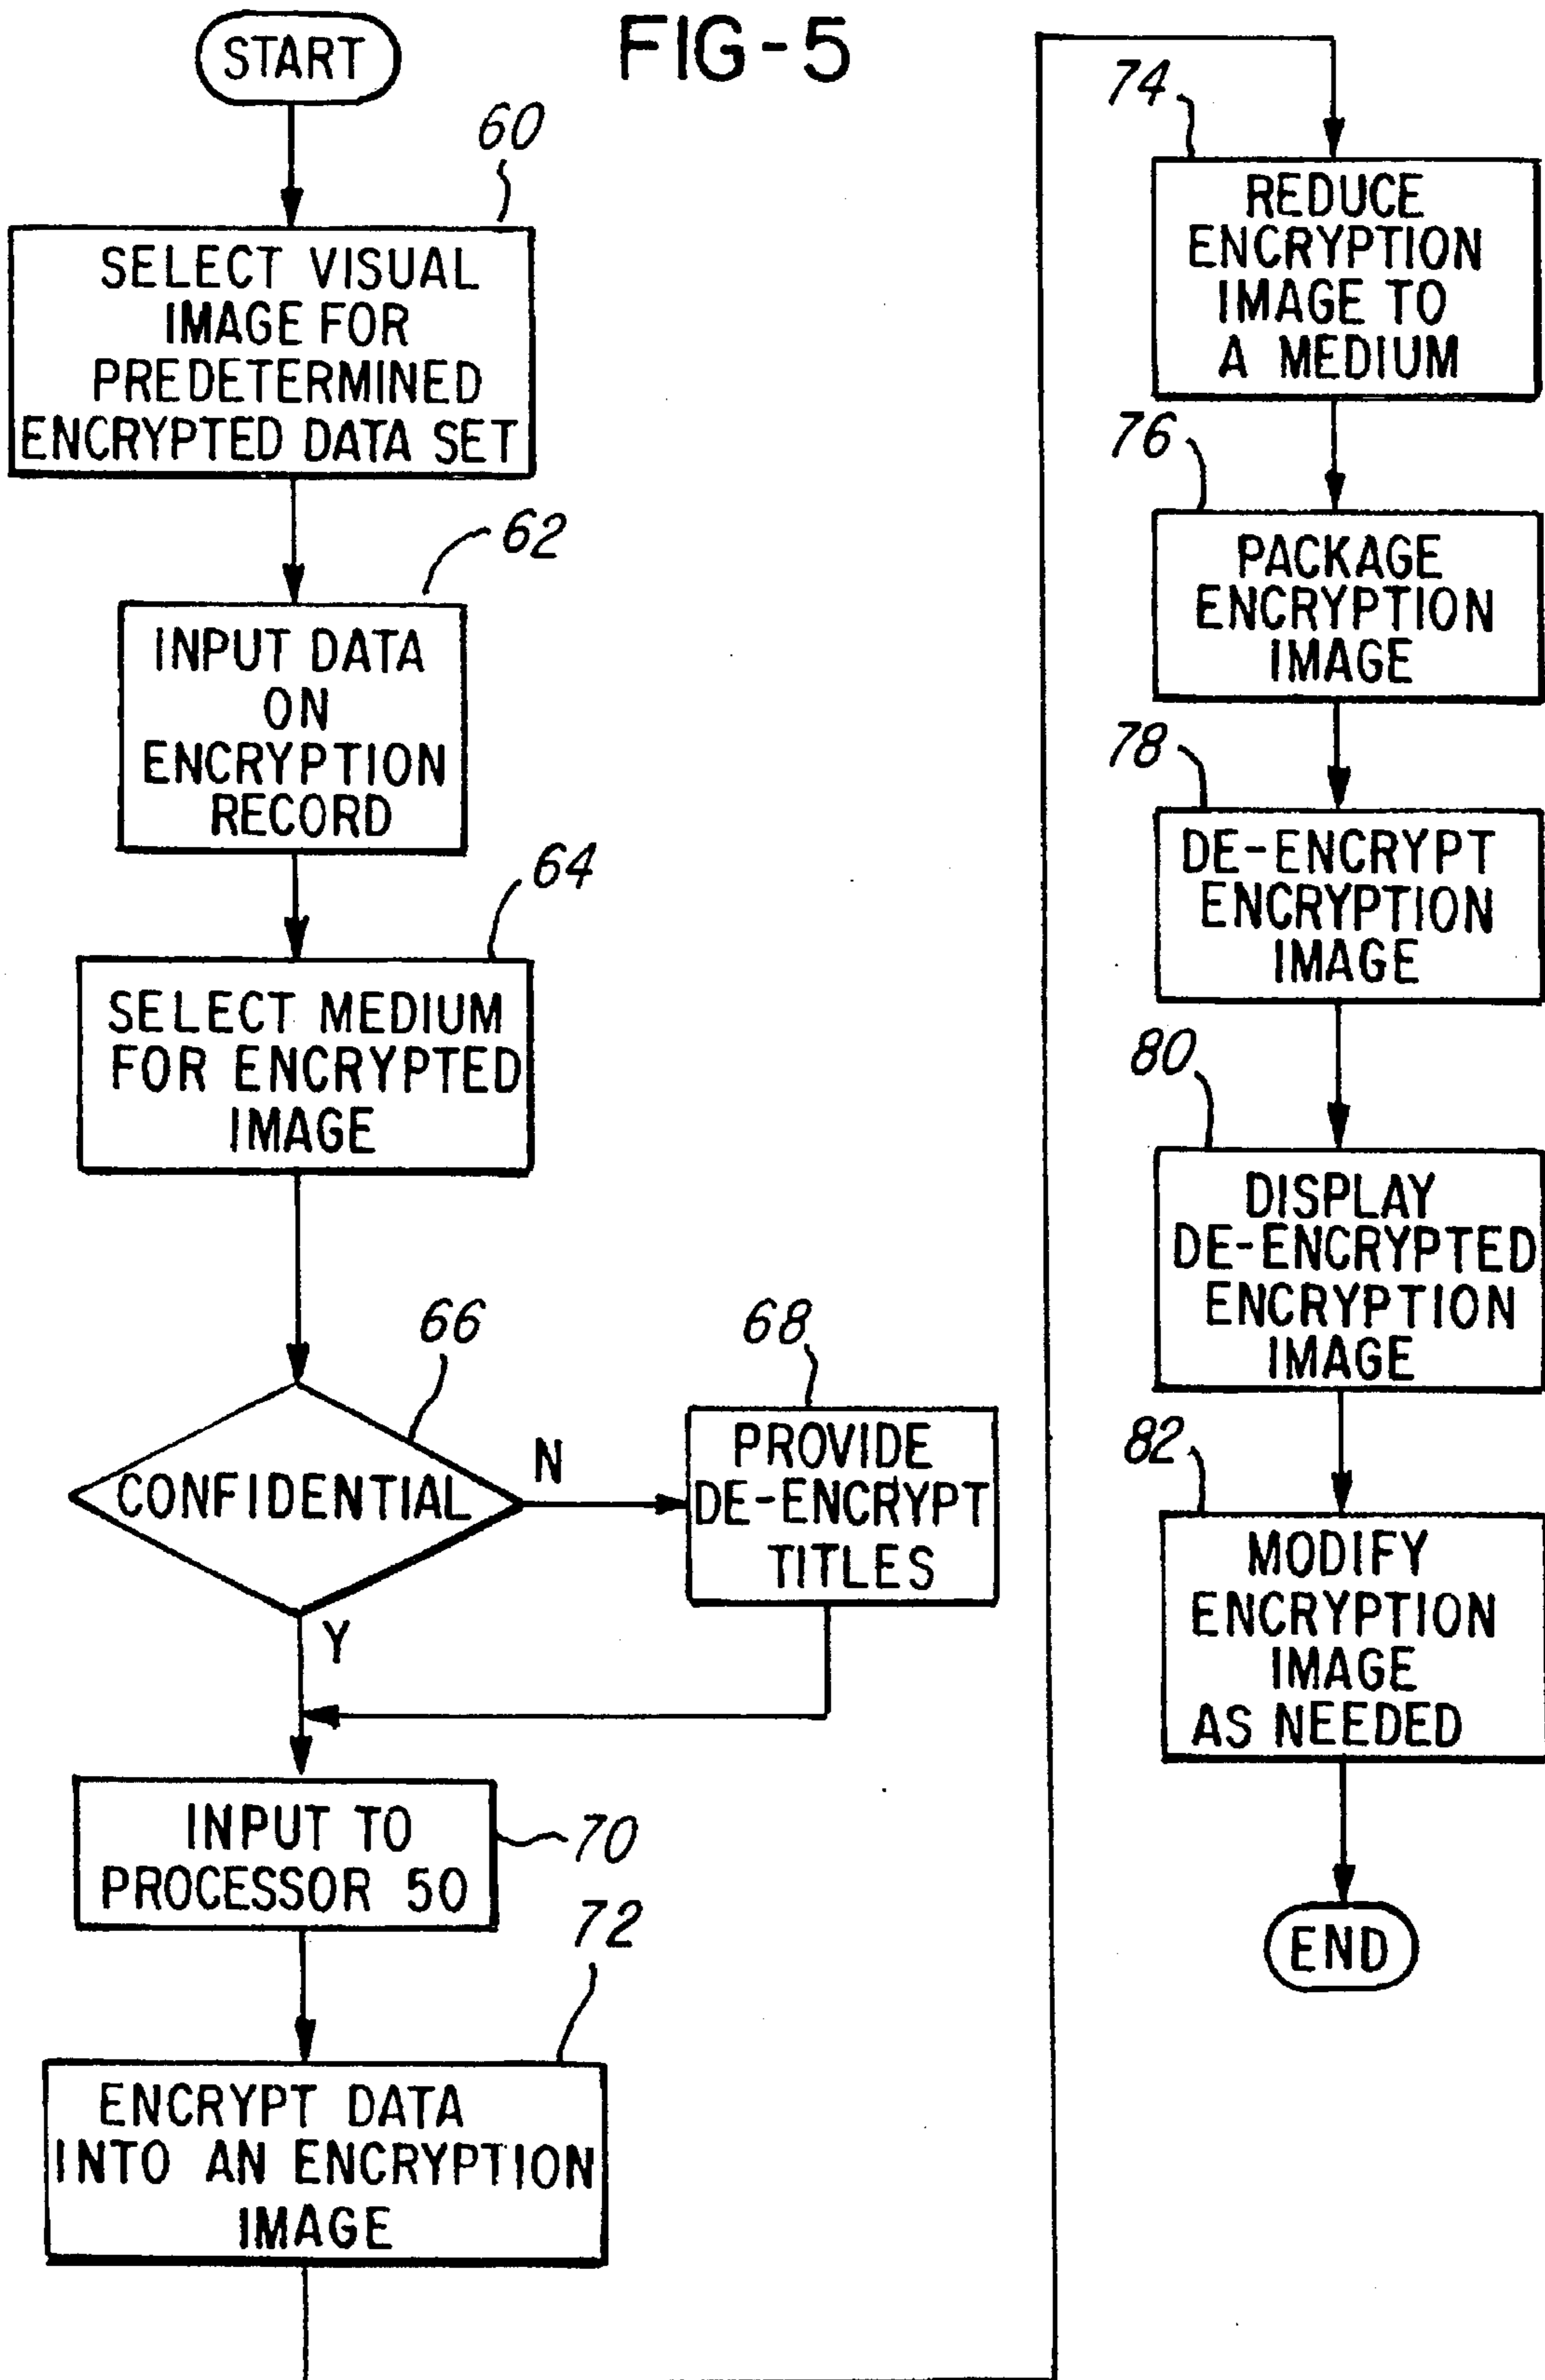 FIG-5
START
60
SELECT VISUAL
IMAGE FOR
PREDETERMINED
ENCRYPTED DATA SET
62
INPUT DATA
ON
ENCRYPTION
RECORD
64
SELECT MEDIUM
FOR ENCRYPTED
IMAGE
66
CONFIDENTIAL
N
68
PROVIDE
DE-ENCRYPT
TITLES
Y
INPUT TO
PROCESSOR 50
70
72
ENCRYPT DATA
INTO AN ENCRYPTION
IMAGE
74
REDUCE
ENCRYPTION
IMAGE TO
A MEDIUM
76
PACKAGE
ENCRYPTION
IMAGE
78
DE-ENCRYPT
ENCRYPTION
IMAGE
80
DISPLAY
DE-ENCRYPTED
ENCRYPTION
IMAGE
82
MODIFY
ENCRYPTION
IMAGE
AS NEEDED
END